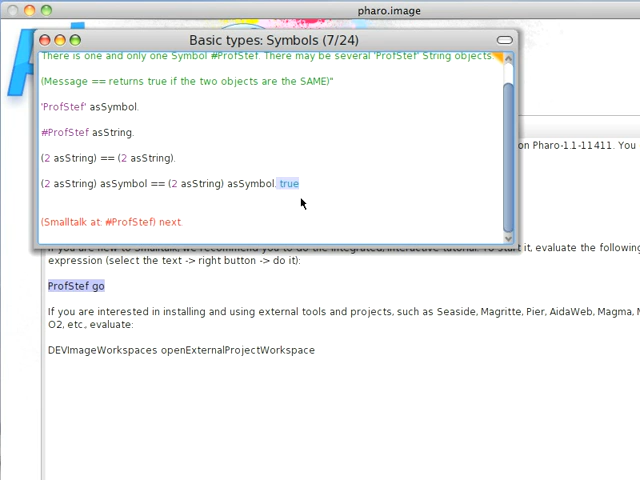 pharo.image
Basic types: Symbols (7/24)
There is one and only one Symbol #ProfStef. There may be several 'ProfStef' String objects.
(Message == returns true if the two objects are the SAME)"
'ProfStef' asSymbol.
#ProfStef asString.
(2 asString) == (2 asString).
(2 asString) asSymbol == (2 asString) asSymbol. true
(Smalltalk at: #ProfStef) next.
on Pharo-1.1-11411. You
If you are new to Smalltalk, we recommend you to do the integrated, interactive tutorial. To start it, evaluate the following
expression (select the text -> right button -> do it):
ProfStef go
If you are interested in installing and using external tools and projects, such as Seaside, Magritte, Pier, AidaWeb, Magma,
O2, etc., evaluate:
DEVImageWorkspaces openExternalProjectWorkspace